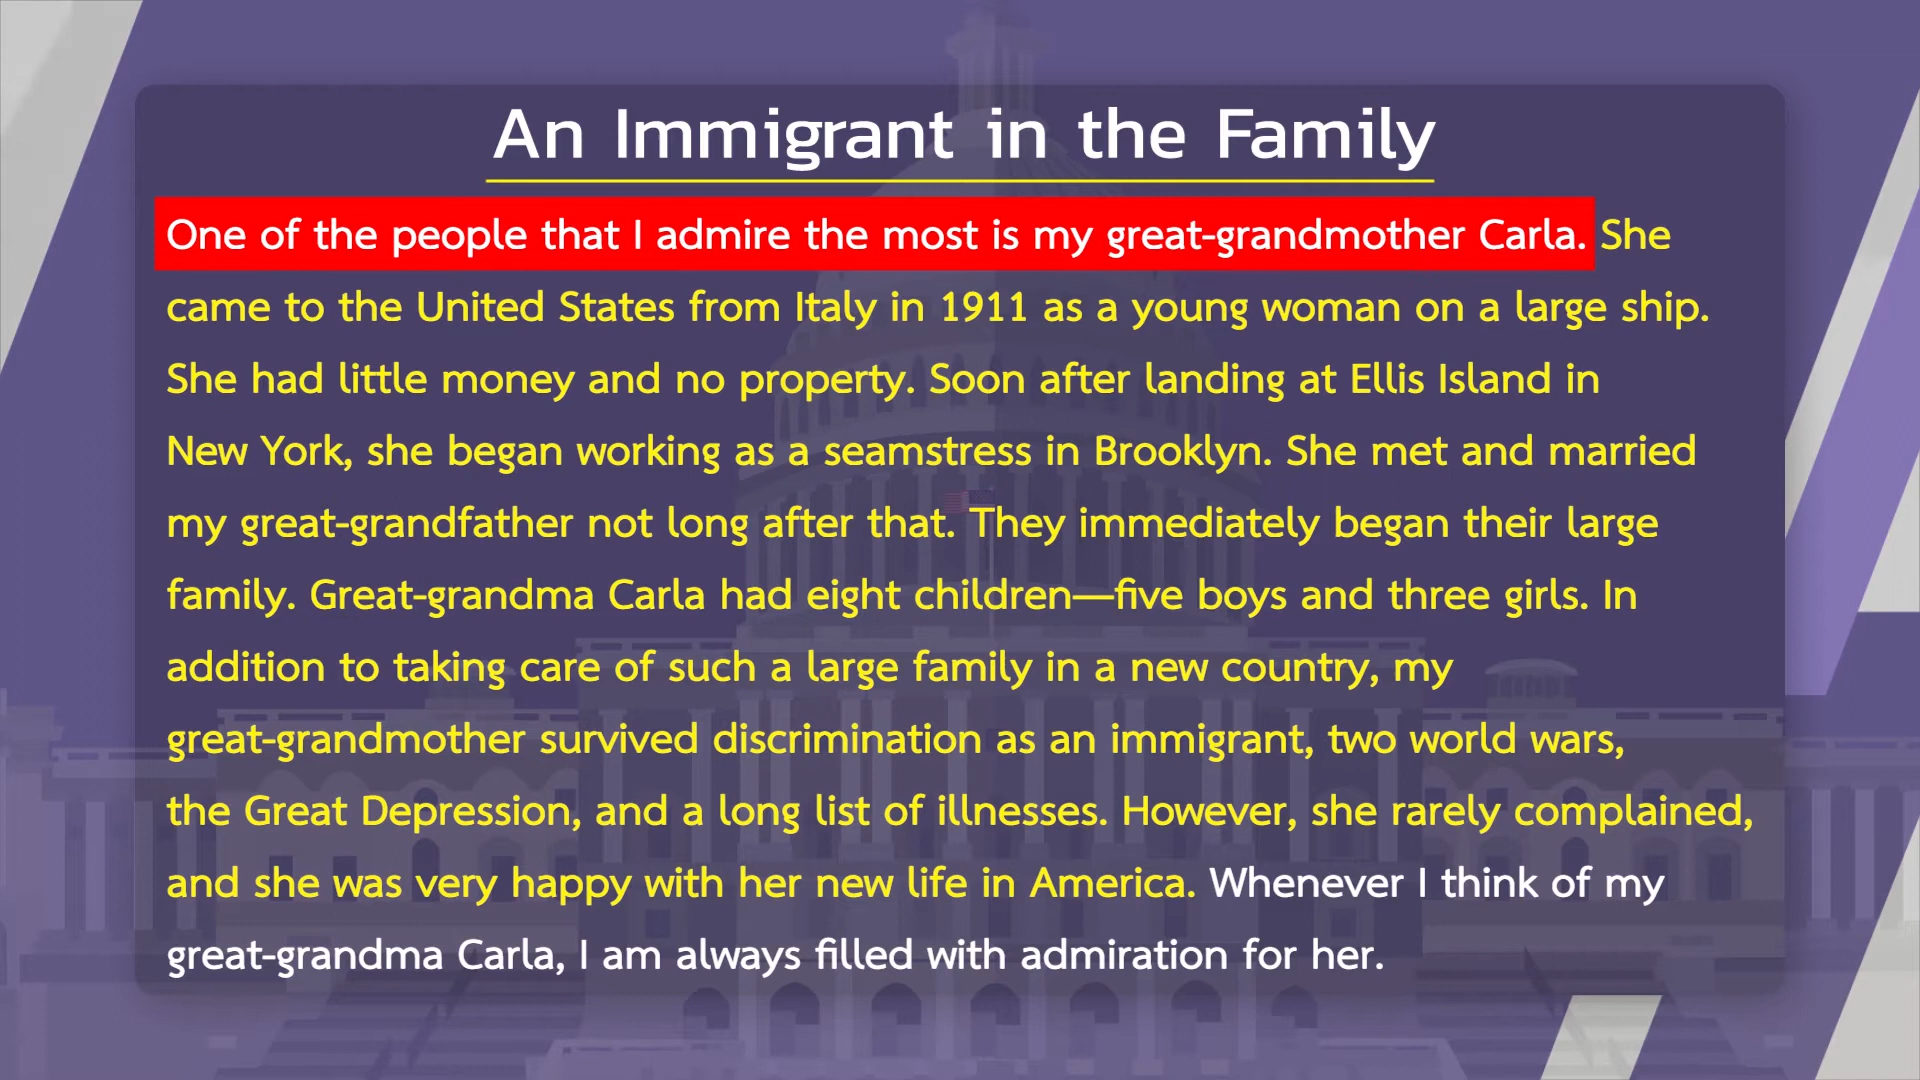 An Immigrant in the Family
One of the people that I admire the most is my great-grandmother Carla. She
came to the United States from Italy in 1911 as a young woman on a large ship.
She had little money and no property. Soon after landing at Ellis Island in
New York, she began working as a seamstress in Brooklyn. She met and married
my great-grandfather not long after that. They immediately began their large
family. Great-grandma Carla had eight children—five boys and three girls. In
addition to taking care of such a large family in a new country, my
great-grandmother survived discrimination as an immigrant, two world wars,
the Great Depression, and a long list of illnesses. However, she rarely complained,
and she was very happy with her new life in America. Whenever I think of my
great-grandma Carla, I am always filled with admiration for her.